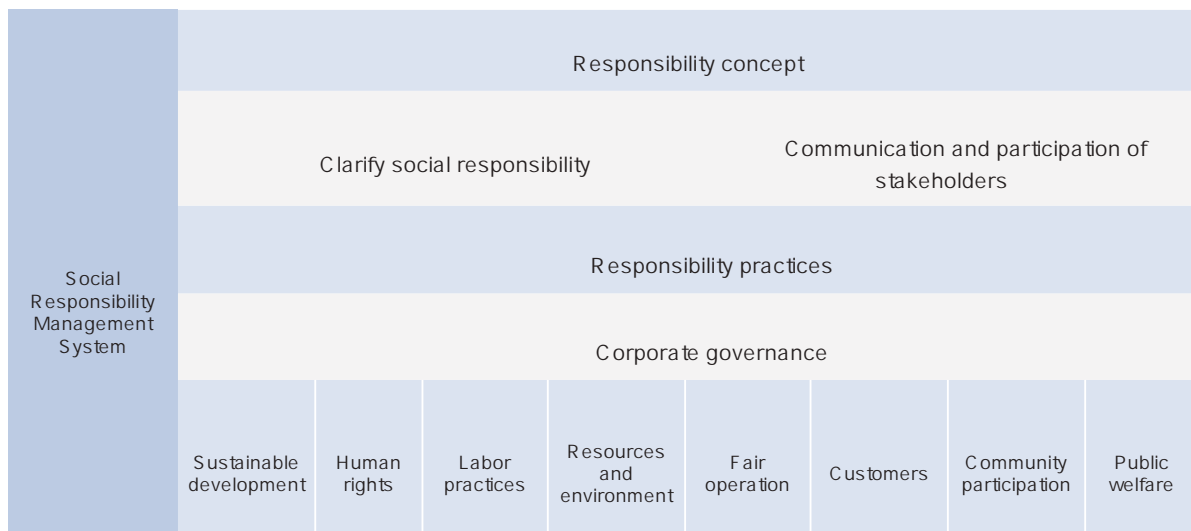 Social
Responsibility
Management
System
Responsibility concept
Clarify social responsibility
Communication and participation of
stakeholders
Responsibility practices
Corporate governance
Sustainable
development
Human
rights
Labor
practices
Resources
and
environment
Fair
operation
Customers
Community
participation
Public
welfare